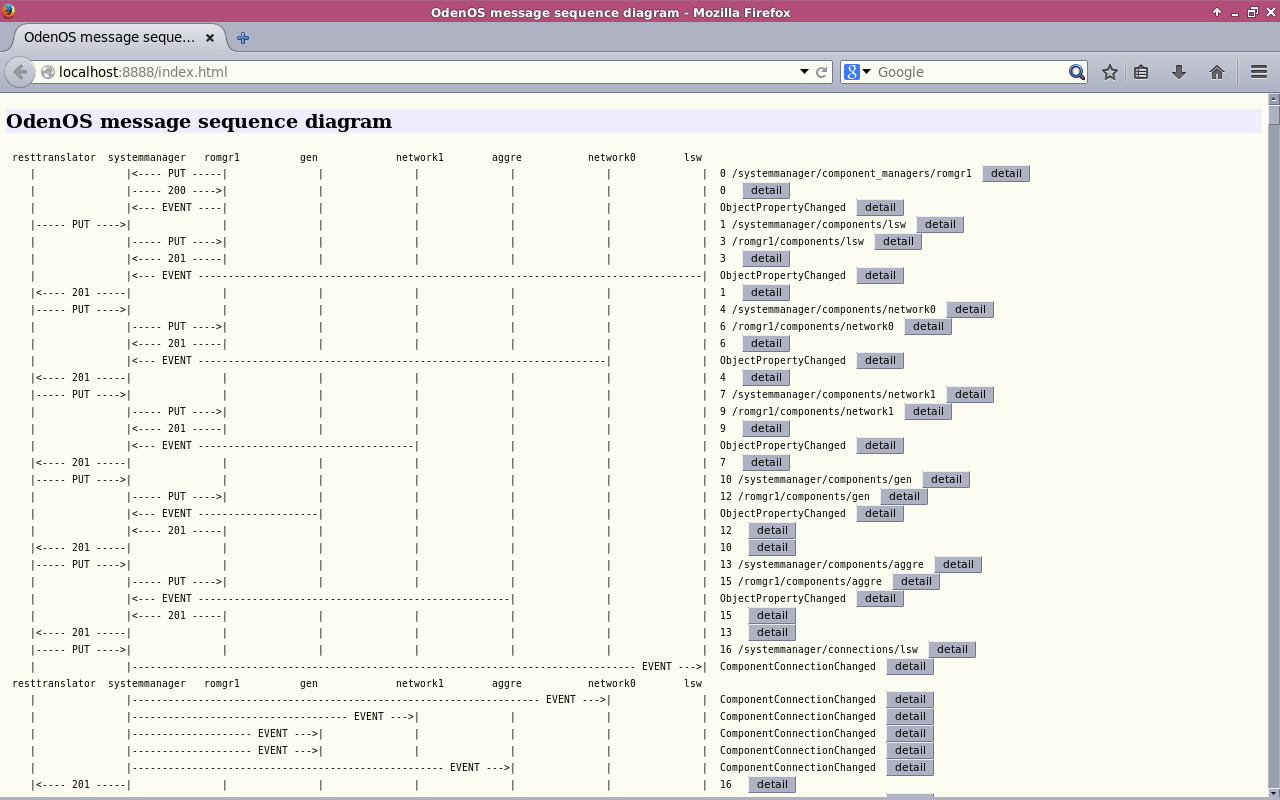 OdenOS message sequence diagram - Mozilla Firefox
OdenOS message seque...
localhost:8888/index.html
Google
OdenOS message sequence diagram
resttranslator systemmanager romgr1 gen network1 aggre network0 lsw
|<---- PUT -----| 0 /systemmanager/component_managers/romgr1 detail
|----- 200 ---->| 0 detail
|<--- EVENT ----| ObjectPropertyChanged detail
|----- PUT ---->| 1 /systemmanager/components/lsw detail
|----- PUT ---->| 3 /romgr1/components/lsw detail
|<---- 201 -----| 3 detail
|<--- EVENT ------------------------------------------------------------------------------------| ObjectPropertyChanged detail
|<---- 201 -----| 1 detail
|----- PUT ---->| 4 /systemmanager/components/network0 detail
|----- PUT ---->| 6 /romgr1/components/network0 detail
|<---- 201 -----| 6 detail
|<--- EVENT --------------------------------------------------------------------| ObjectPropertyChanged detail
|<---- 201 -----| 4 detail
|----- PUT ---->| 7 /systemmanager/components/network1 detail
|----- PUT ---->| 9 /romgr1/components/network1 detail
|<---- 201 -----| 9 detail
|<--- EVENT ------------------------------------| ObjectPropertyChanged detail
|<---- 201 -----| 7 detail
|----- PUT ---->| 10 /systemmanager/components/gen detail
|----- PUT ---->| 12 /romgr1/components/gen detail
|<--- EVENT --------------------| ObjectPropertyChanged detail
|<---- 201 -----| 12 detail
|<---- 201 -----| 10 detail
|----- PUT ---->| 13 /systemmanager/components/aggre detail
|----- PUT ---->| 15 /romgr1/components/aggre detail
|<--- EVENT ----------------------------------------------------| ObjectPropertyChanged detail
|<---- 201 -----| 15 detail
|<---- 201 -----| 13 detail
|----- PUT ---->| 16 /systemmanager/connections/lsw detail
|------------------------------------------------------------------------------------ EVENT --->| ComponentConnectionChanged detail
resttranslator systemmanager romgr1 gen network1 aggre network0 lsw
|-------------------------------------------------------------------- EVENT --->| ComponentConnectionChanged detail
|------------------------------------ EVENT --->| ComponentConnectionChanged detail
|-------------------- EVENT --->| ComponentConnectionChanged detail
|-------------------- EVENT --->| ComponentConnectionChanged detail
|---------------------------------------------------- EVENT --->| ComponentConnectionChanged detail
|<---- 201 -----| 16 detail